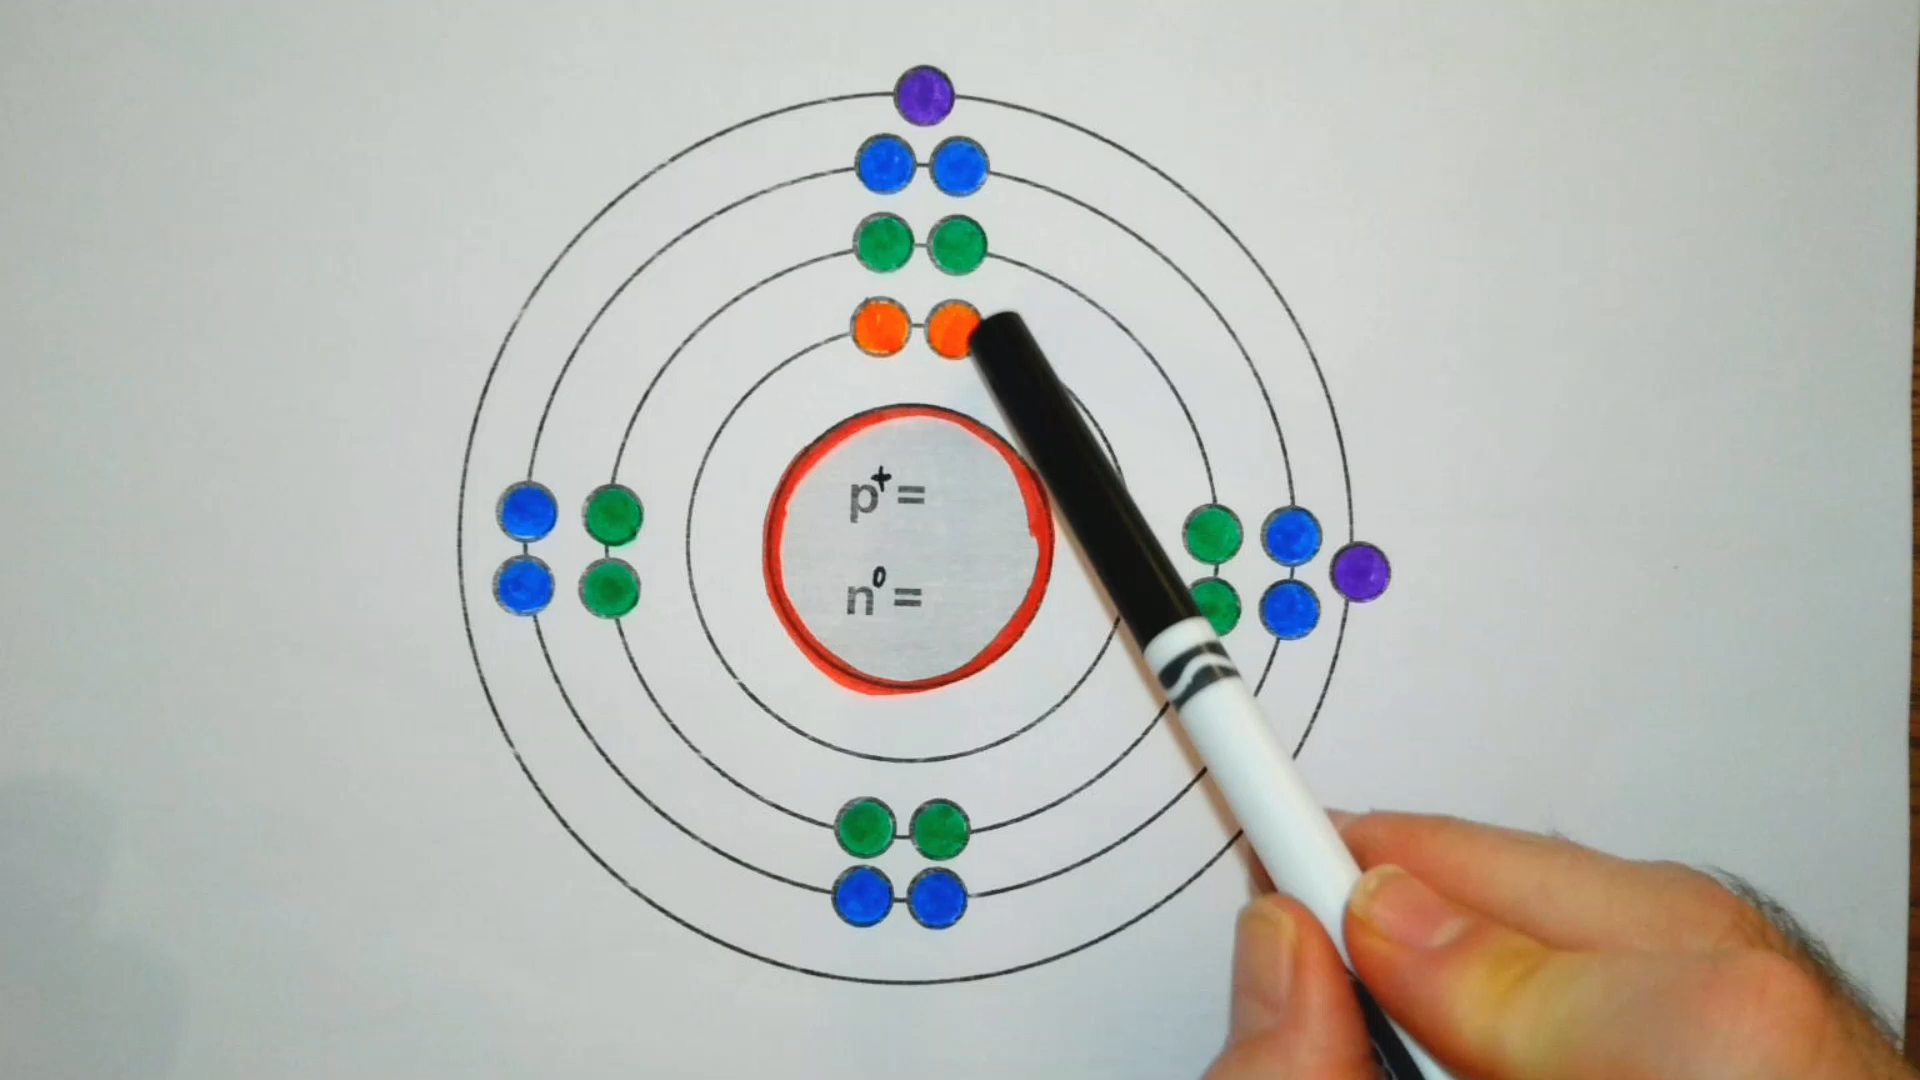 p⁺ =
n⁰ =